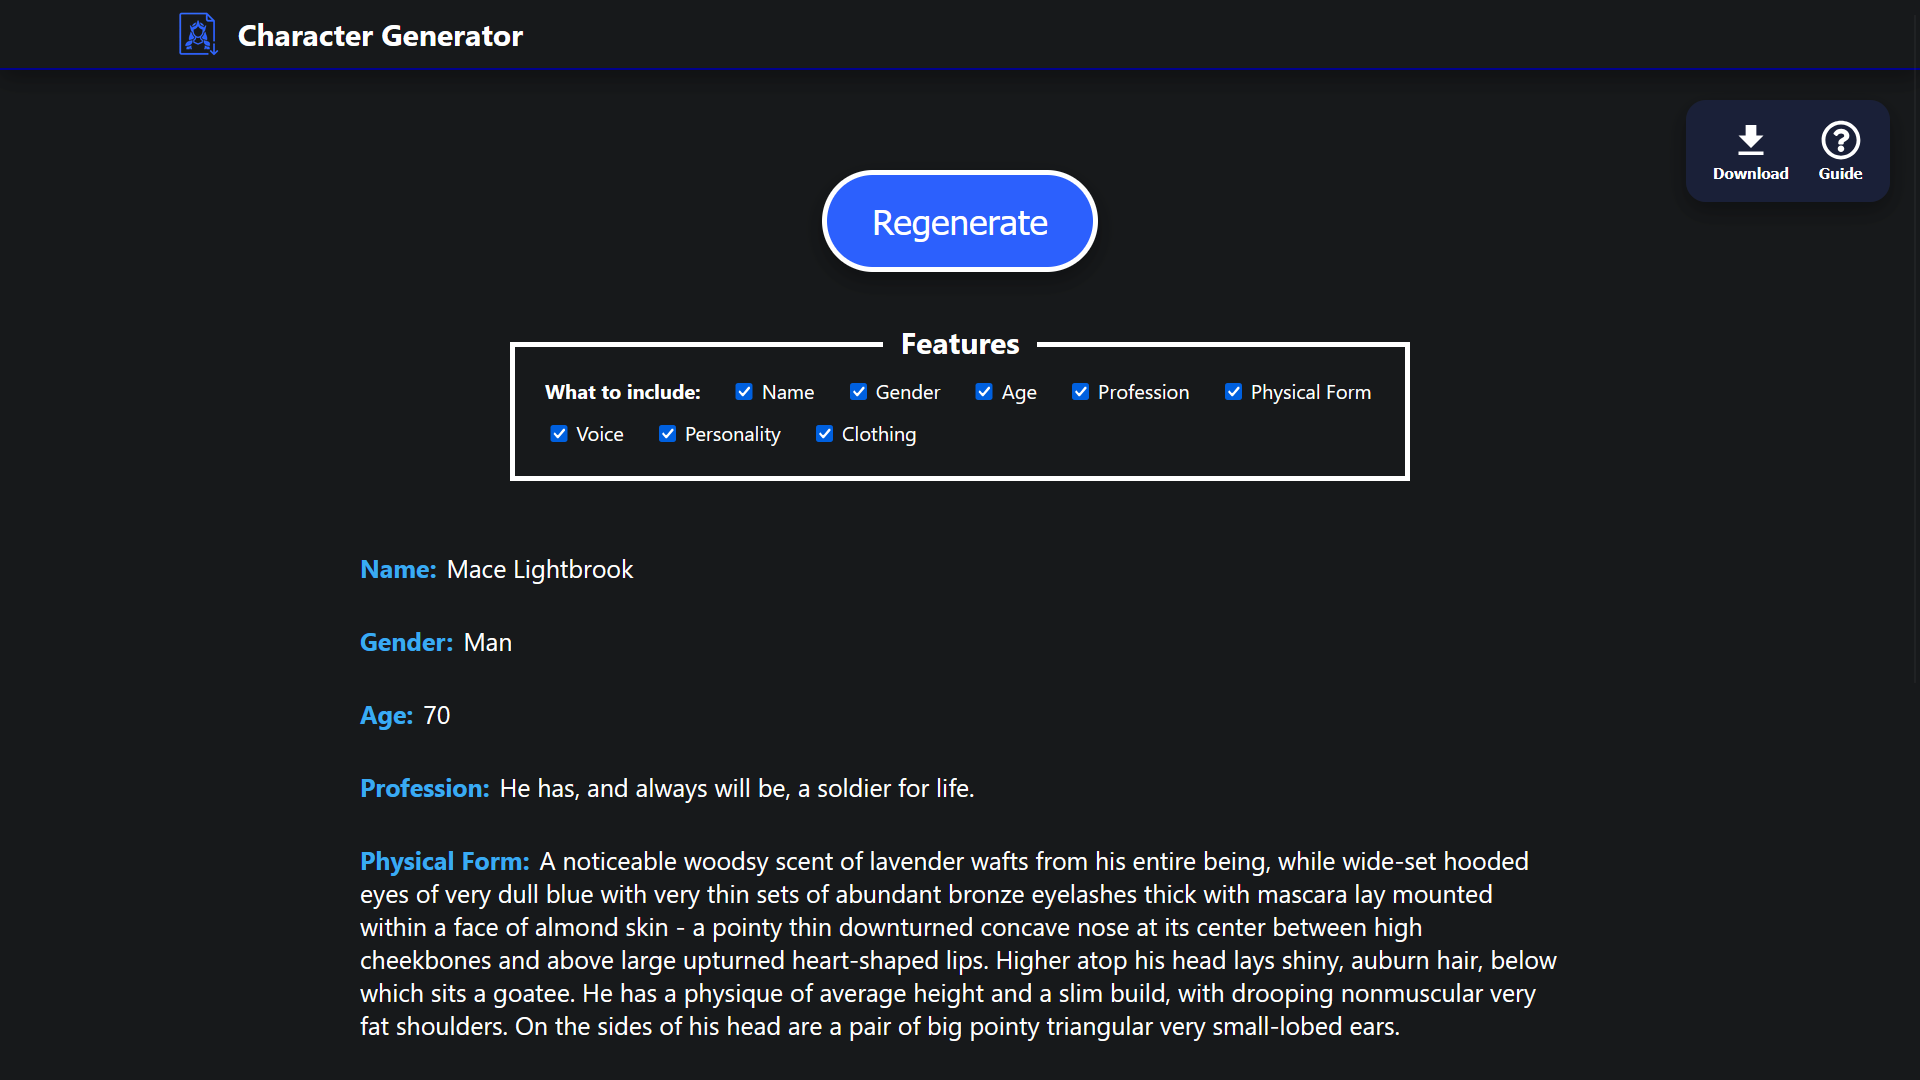 Character Generator
Download
Guide
Regenerate
Features
What to include: Name Gender Age Profession Physical Form
Voice Personality Clothing
Name: Mace Lightbrook
Gender: Man
Age: 70
Profession: He has, and always will be, a soldier for life.
Physical Form: A noticeable woodsy scent of lavender wafts from his entire being, while wide-set hooded
eyes of very dull blue with very thin sets of abundant bronze eyelashes thick with mascara lay mounted
within a face of almond skin - a pointy thin downturned concave nose at its center between high
cheekbones and above large upturned heart-shaped lips. Higher atop his head lays shiny, auburn hair, below
which sits a goatee. He has a physique of average height and a slim build, with drooping nonmuscular very
fat shoulders. On the sides of his head are a pair of big pointy triangular very small-lobed ears.